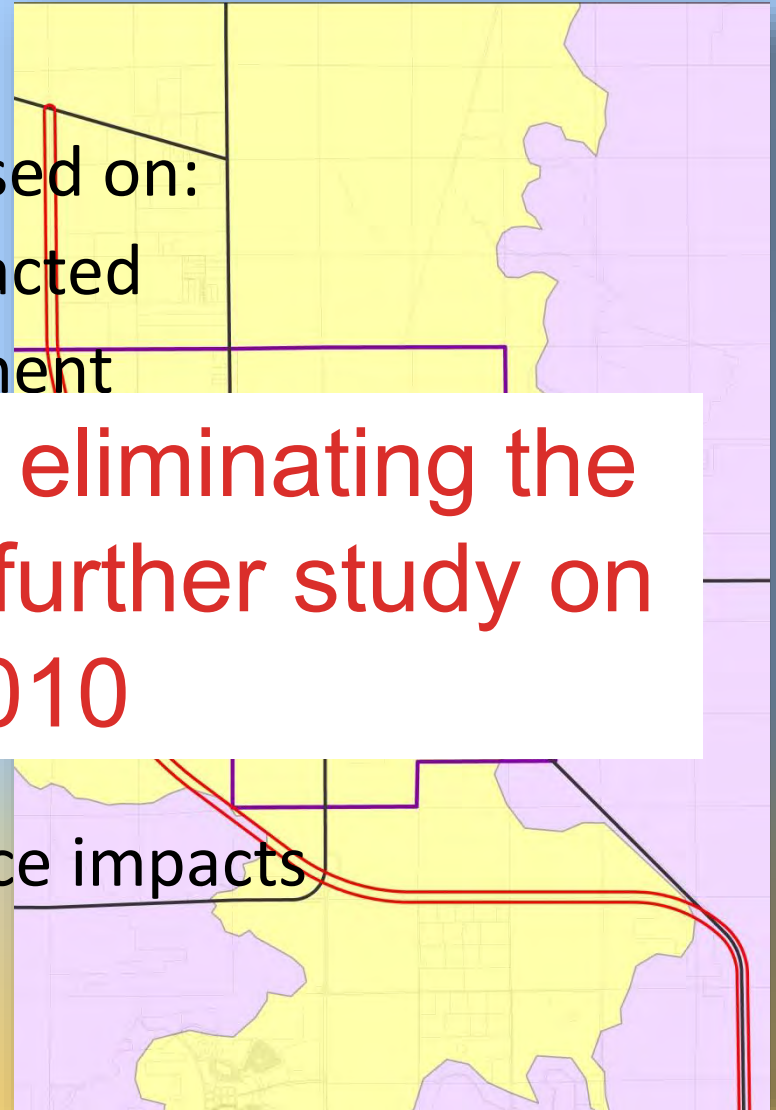 sed on:
acted
nent
eliminating the
further study on
010
ce impacts